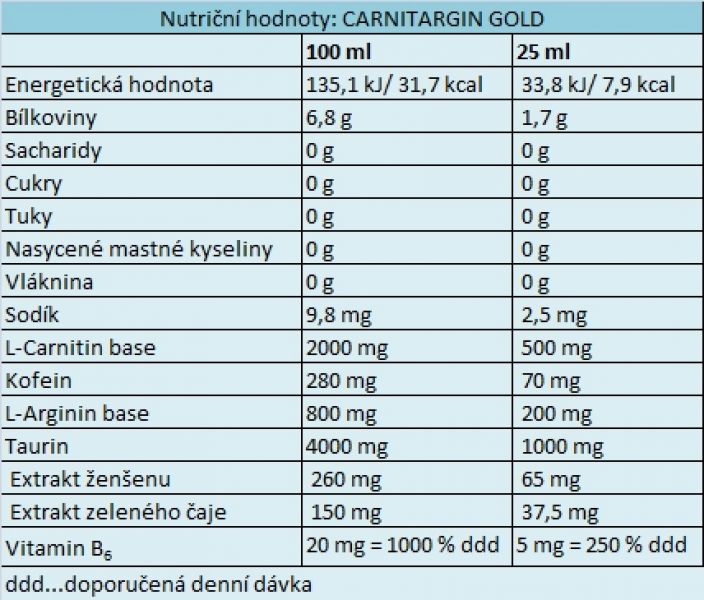 Nutriční hodnoty: CARNITARGIN GOLD
100 ml 25 ml
Energetická hodnota 135,1 kJ/ 31,7 kcal 33,8 kJ/ 7,9 kcal
Bílkoviny 6,8 g 1,7 g
Sacharidy 0 g 0 g
Cukry 0 g 0 g
Tuky 0 g 0 g
Nasycené mastné kyseliny 0 g 0 g
Vláknina 0 g 0 g
Sodík 9,8 mg 2,5 mg
L-Carnitin base 2000 mg 500 mg
Kofein 280 mg 70 mg
L-Arginin base 800 mg 200 mg
Taurin 4000 mg 1000 mg
Extrakt ženšenu 260 mg 65 mg
Extrakt zeleného čaje 150 mg 37,5 mg
Vitamin B₆ 20 mg = 1000 % ddd 5 mg = 250 % ddd
ddd...doporučená denní dávka